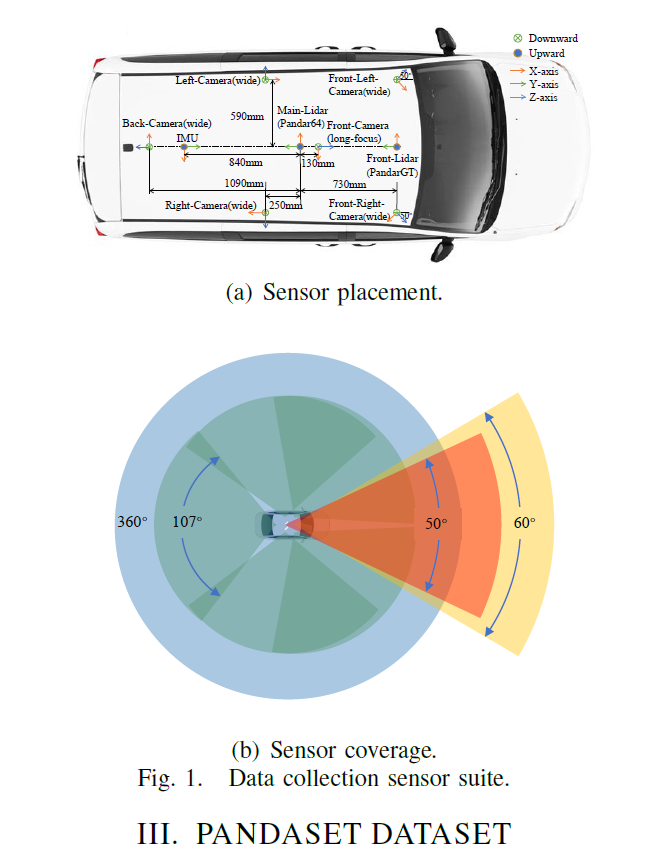 Downward
Upward
X-axis
Y-axis
Z-axis
Left-Camera(wide)
Front-Left-
Camera(wide)
50°
590mm
Main-Lidar
(Pandar64)
Front-Camera
(long-focus)
Back-Camera(wide)
IMU
840mm
130mm
Front-Lidar
(PandarGT)
1090mm
730mm
Right-Camera(wide)
250mm
Front-Right-
Camera(wide)
50°
(a) Sensor placement.
360°
107°
50°
60°
(b) Sensor coverage.
Fig. 1. Data collection sensor suite.
III. PANDASET DATASET